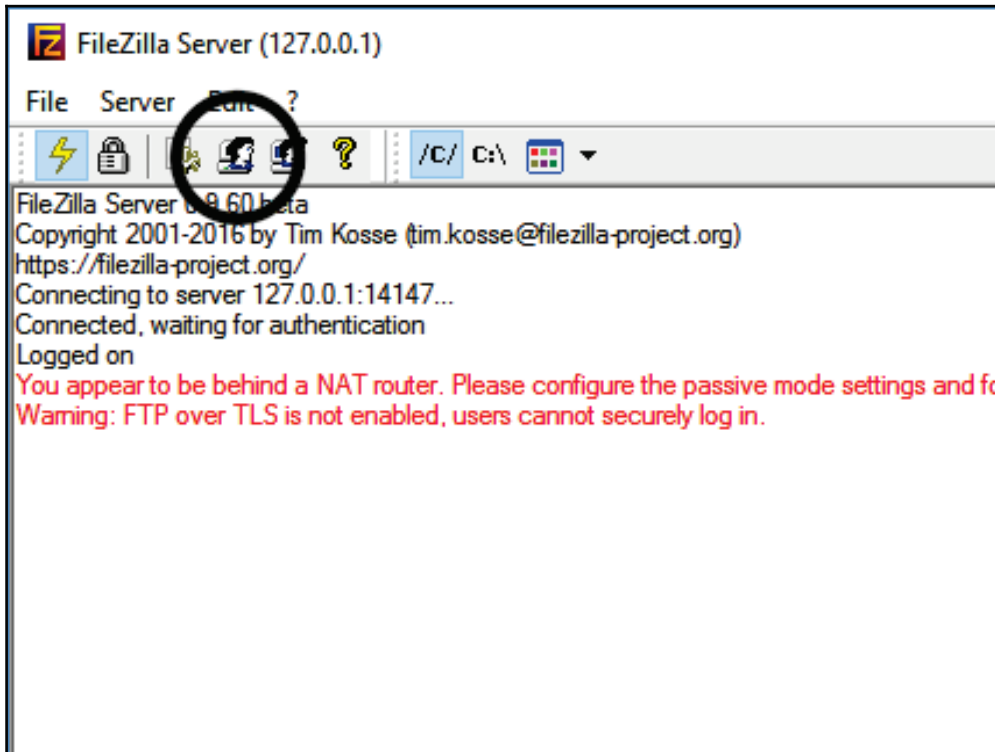 FileZilla Server (127.0.0.1)
File Server Edit ?
/C/ C:\
FileZilla Server 0.9.60 beta
Copyright 2001-2016 by Tim Kosse (tim.kosse@filezilla-project.org)
https://filezilla-project.org/
Connecting to server 127.0.0.1:14147...
Connected, waiting for authentication
Logged on
You appear to be behind a NAT router. Please configure the passive mode settings and
Warning: FTP over TLS is not enabled, users cannot securely log in.